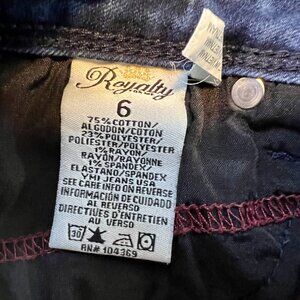 Royalty
6
75% COTTON/
ALGODON/COTON
23% POLYESTER/
POLIESTER/POLYESTER
1% RAYON/
RAYON/RAYONNE
1% SPANDEX/
ELASTANO/SPANDEX
YMI JEANS USA
SEE CARE INFO ON REVERSE
INFORMACIÓN DE CUIDADO
AL REVERSO
DIRECTIVES D'ENTRETIEN
AU VERSO
30
RN# 104369